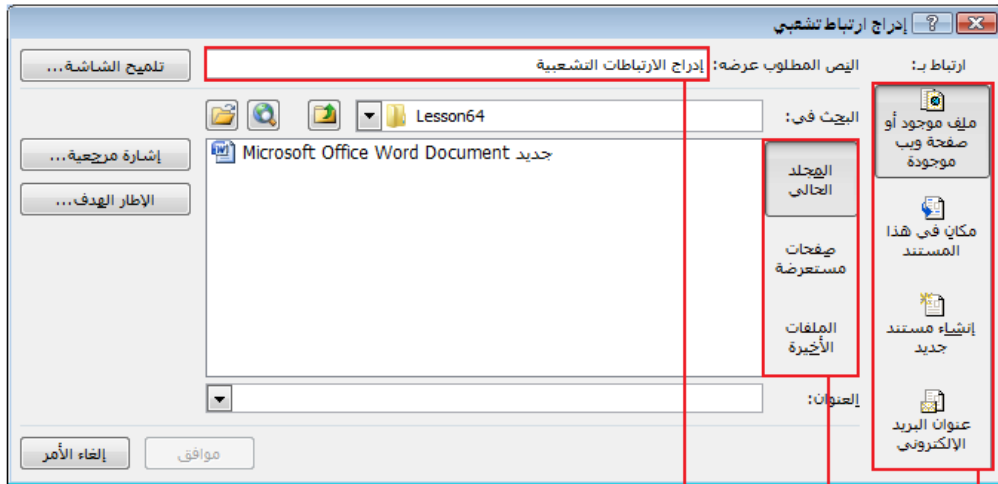 إدراج ارتباط تشعبي
ارتباط بـ:
النص المطلوب عرضه: إدراج الارتباطات التشعبية
تلميح الشاشة...
ملف موجود أو
صفحة ويب
موجودة
مكان في هذا
المستند
إنشاء مستند
جديد
عنوان البريد
الإلكتروني
البحث في:
Lesson64
المجلد
الحالي
صفحات
مستعرضة
الملفات
الأخيرة
جديد Microsoft Office Word Document
إشارة مرجعية...
الإطار الهدف...
العنوان:
موافق
إلغاء الأمر